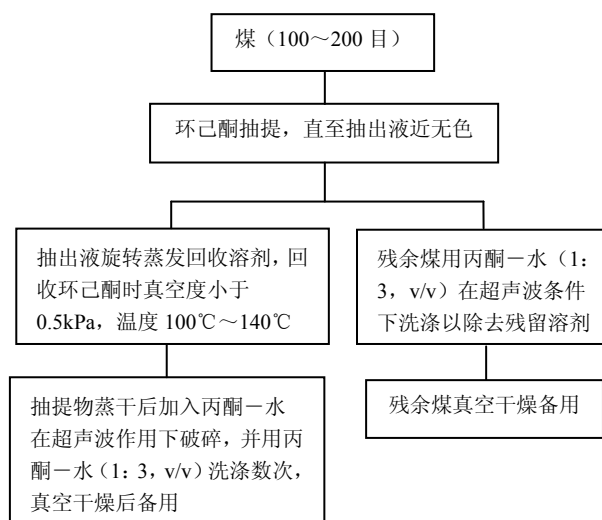 煤（100～200 目）
环己酮抽提，直至抽出液近无色
抽出液旋转蒸发回收溶剂，回
收环己酮时真空度小于
0.5kPa，温度 100℃～140℃
残余煤用丙酮－水（1:
3，v/v）在超声波条件
下洗涤以除去残留溶剂
抽提物蒸干后加入丙酮－水
在超声波作用下破碎，并用丙
酮－水（1: 3，v/v）洗涤数次，
真空干燥后备用
残余煤真空干燥备用